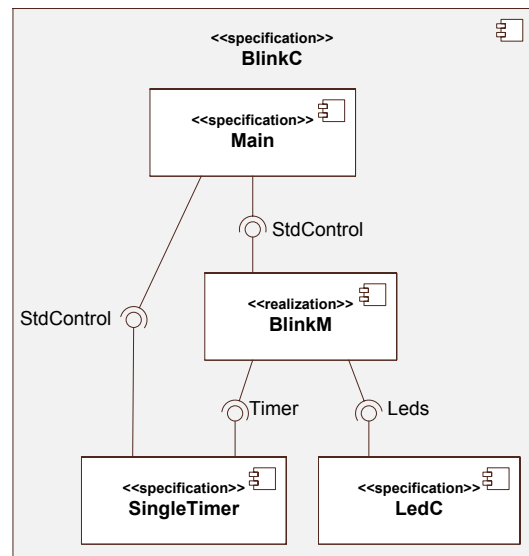 <<specification>>
BlinkC
<<specification>>
Main
StdControl
<<realization>>
BlinkM
StdControl
Timer
Leds
<<specification>>
SingleTimer
<<specification>>
LedC